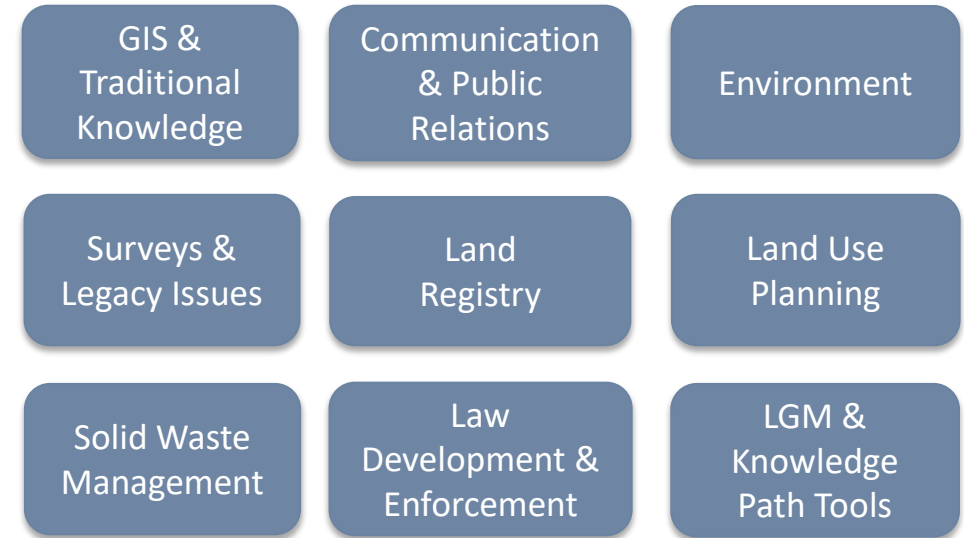 GIS &
Traditional
Knowledge
Communication
& Public
Relations
Environment
Surveys &
Legacy Issues
Land
Registry
Land Use
Planning
Solid Waste
Management
Law
Development &
Enforcement
LGM &
Knowledge
Path Tools